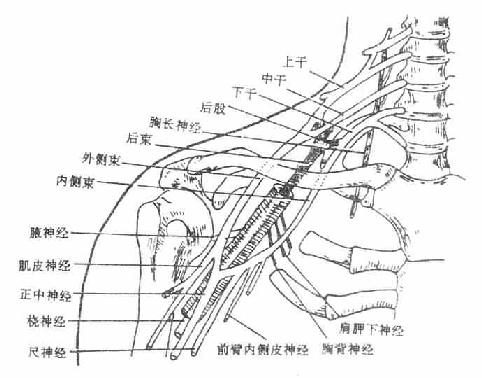 上干
中干
下干
后股
胸长神经
后束
外侧束
内侧束
腋神经
肌皮神经
正中神经
桡神经
尺神经
前臂内侧皮神经
胸背神经
肩胛下神经